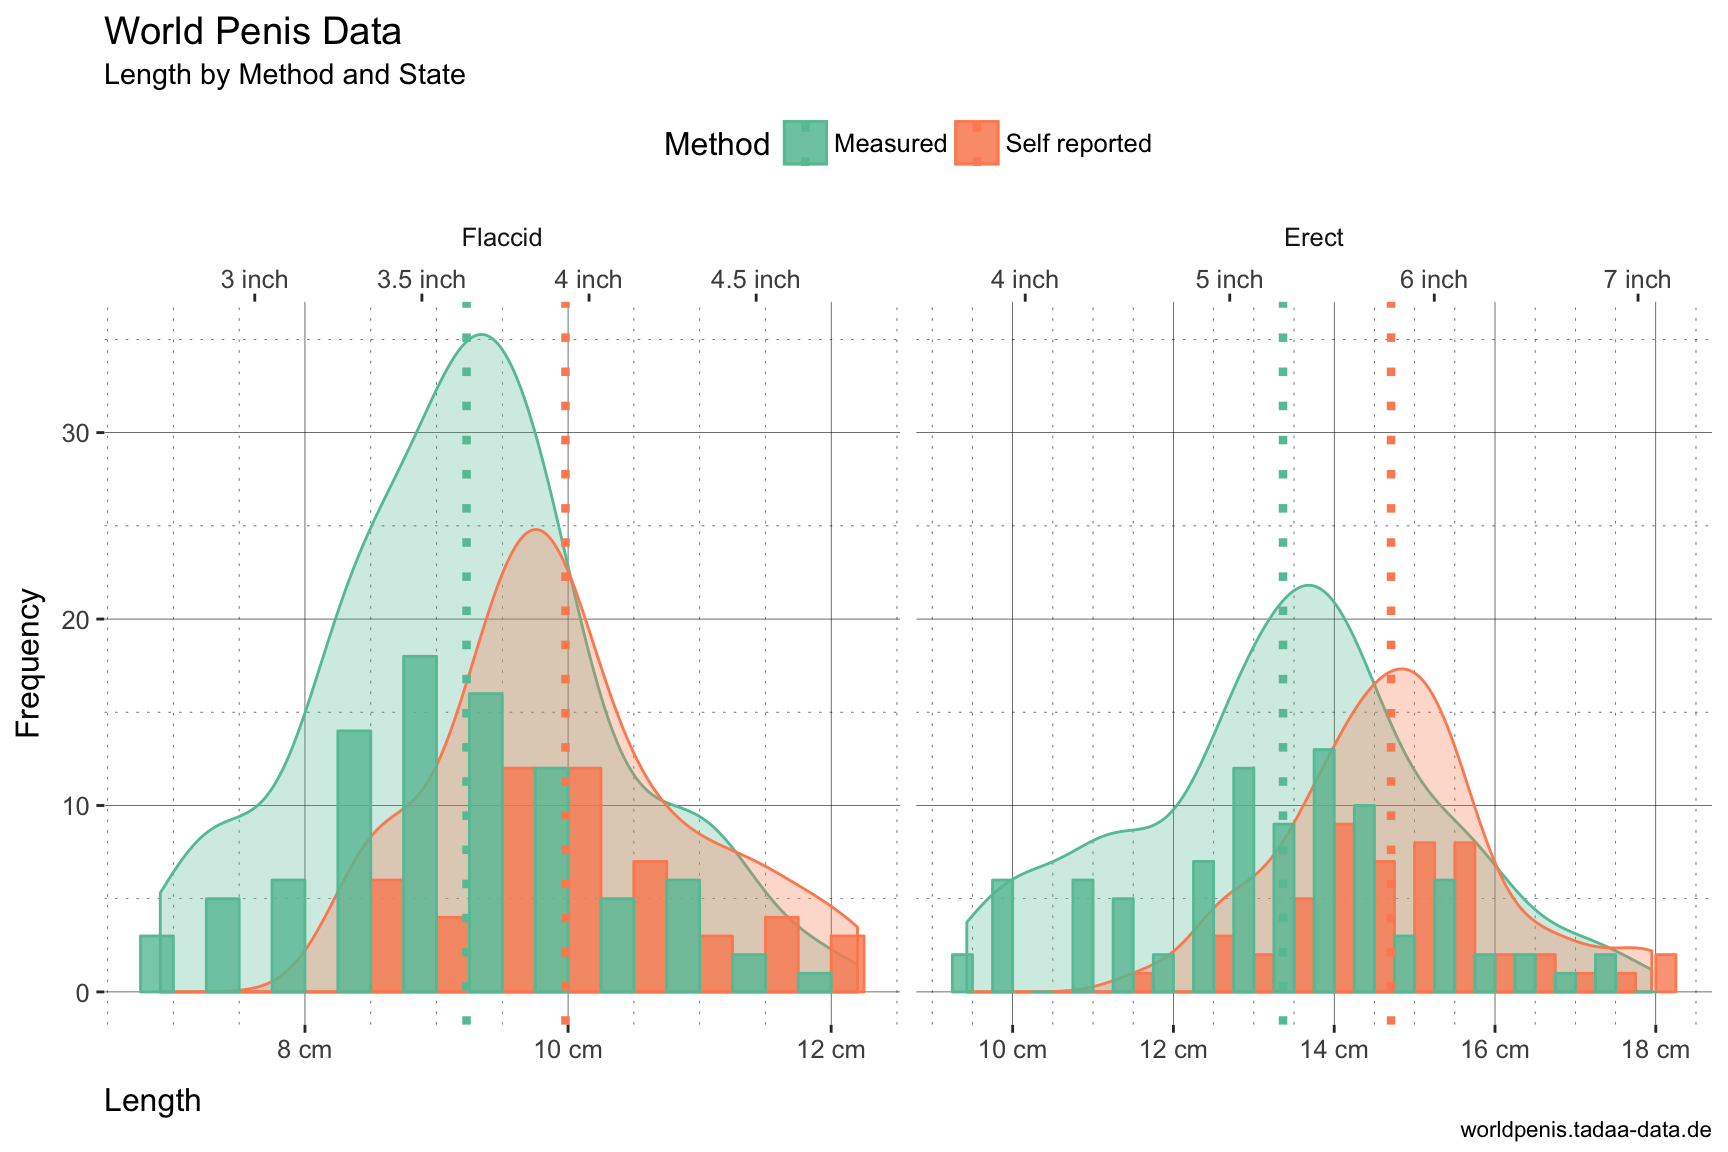 World Penis Data
Length by Method and State
Method Measured Self reported
Flaccid Erect
3 inch 3.5 inch 4 inch 4.5 inch 4 inch 5 inch 6 inch 7 inch
30
20
10
0
Frequency
8 cm 10 cm 12 cm 10 cm 12 cm 14 cm 16 cm 18 cm
Length
worldpenis.tadaa-data.de